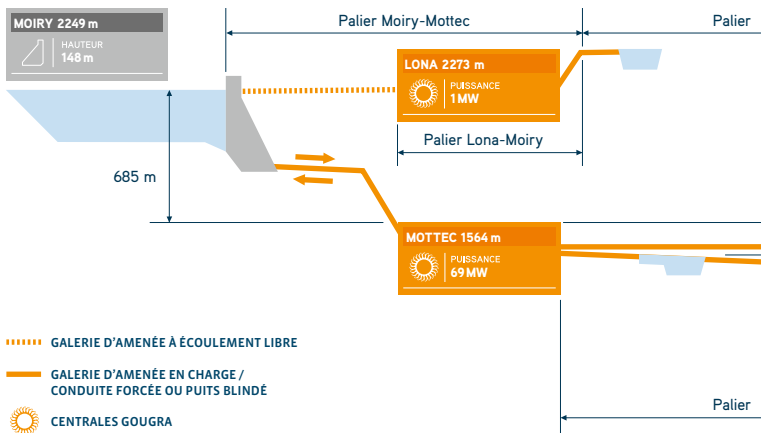 MOIRY 2249 m
HAUTEUR
148 m
Palier Moiry-Mottec
Palier
LONA 2273 m
PUISSANCE
1 MW
Palier Lona-Moiry
685 m
MOTTEC 1564 m
PUISSANCE
69 MW
GALERIE D'AMENÉE À ÉCOULEMENT LIBRE
GALERIE D'AMENÉE EN CHARGE /
CONDUITE FORCÉE OU PUITS BLINDÉ
Palier
CENTRALES GOUGRA